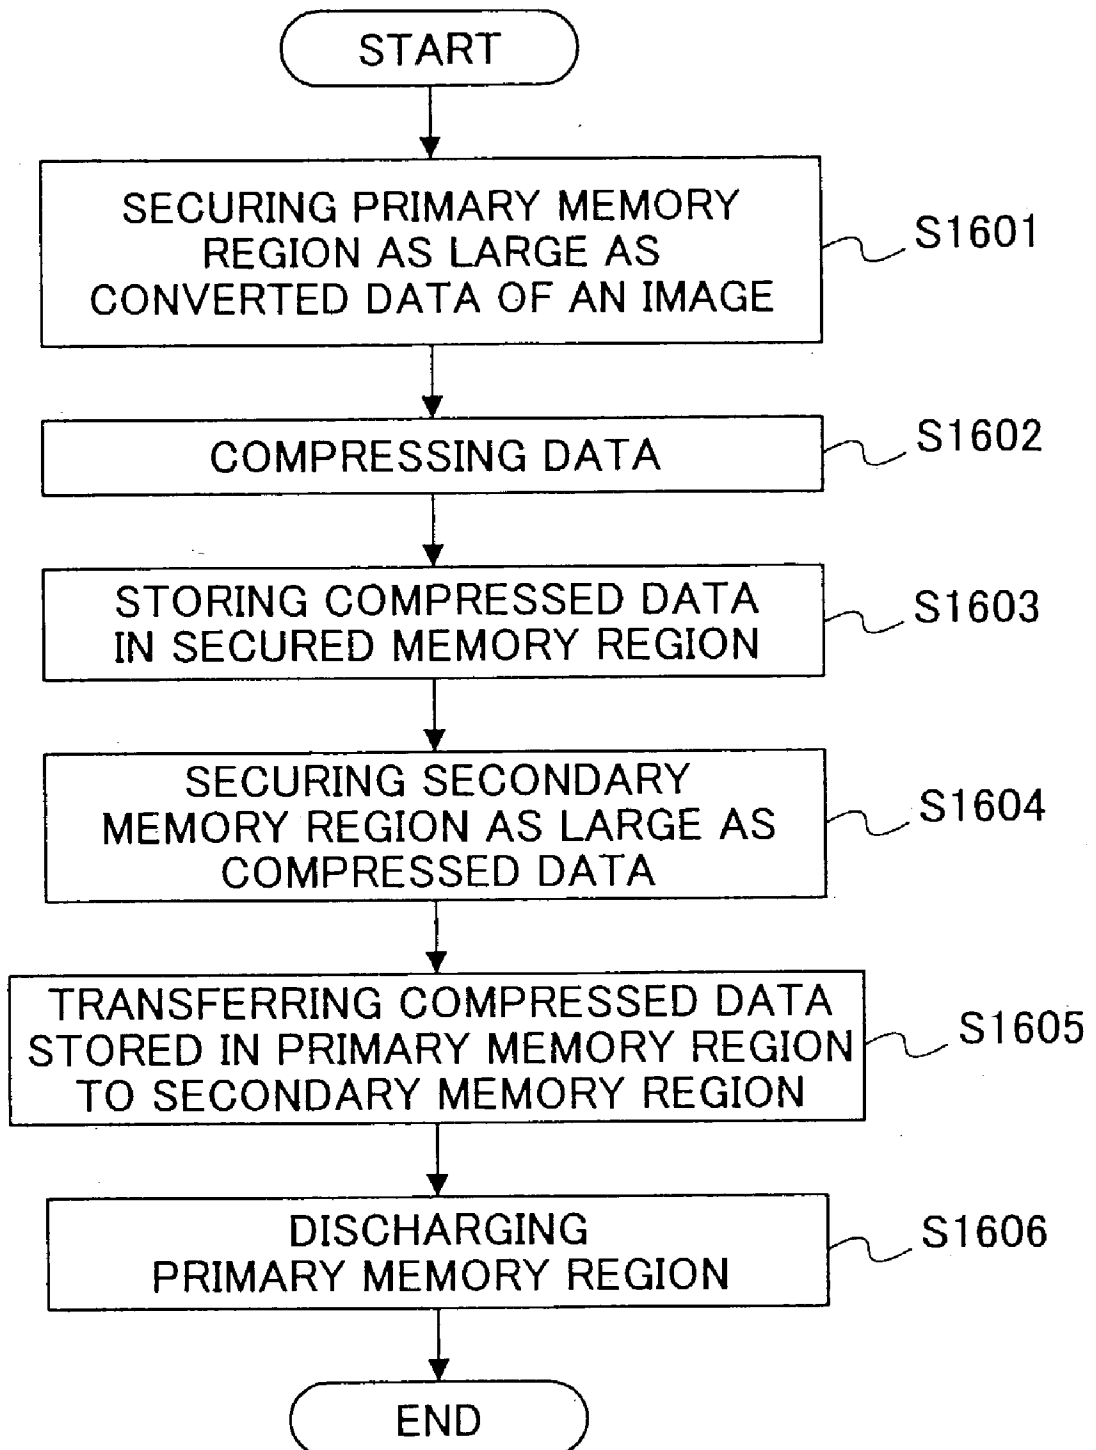 START
SECURING PRIMARY MEMORY
REGION AS LARGE AS
CONVERTED DATA OF AN IMAGE
S1601
COMPRESSING DATA
S1602
STORING COMPRESSED DATA
IN SECURED MEMORY REGION
S1603
SECURING SECONDARY
MEMORY REGION AS LARGE AS
COMPRESSED DATA
S1604
TRANSFERRING COMPRESSED DATA
STORED IN PRIMARY MEMORY REGION
TO SECONDARY MEMORY REGION
S1605
DISCHARGING
PRIMARY MEMORY REGION
S1606
END